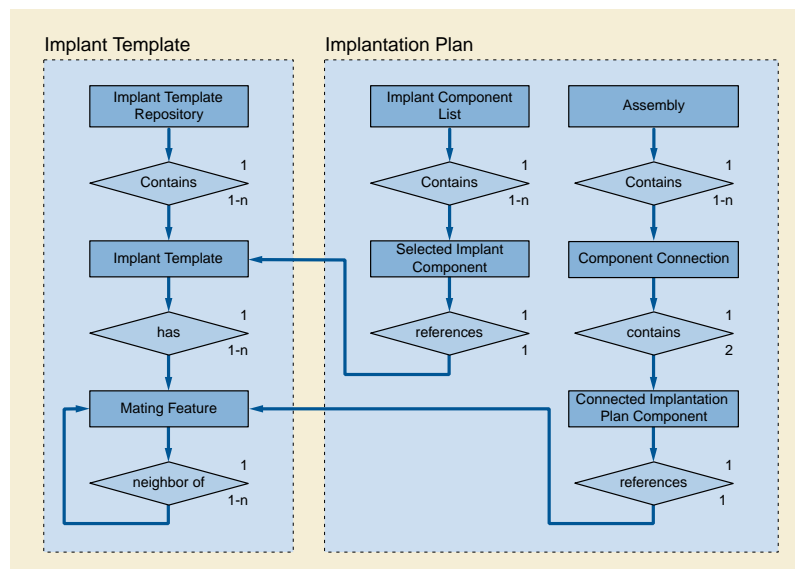 Implant Template
Implant Template
Repository
Contains
1
1-n
Implant Template
has
1
1-n
Mating Feature
neighbor of
1
1-n
Implantation Plan
Implant Component
List
Contains
1
1-n
Selected Implant
Component
references
1
1
Assembly
Contains
1
1-n
Component Connection
contains
1
2
Connected Implantation
Plan Component
references
1
1